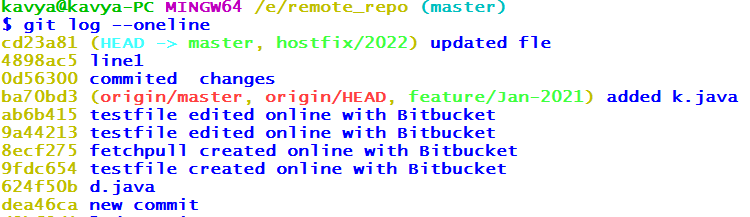 kavya@kavya-PC MINGW64 /e/remote_repo (master)
$ git log --oneline
cd23a81 (HEAD -> master, hostfix/2022) updated fle
4898ac5 line1
0d56300 commited  changes
ba70bd3 (origin/master, origin/HEAD, feature/Jan-2021) added k.java
ab6b415 testfile edited online with Bitbucket
9a44213 testfile edited online with Bitbucket
8ecf275 fetchpull created online with Bitbucket
9fdc654 testfile created online with Bitbucket
624f50b d.java
dea46ca new commit